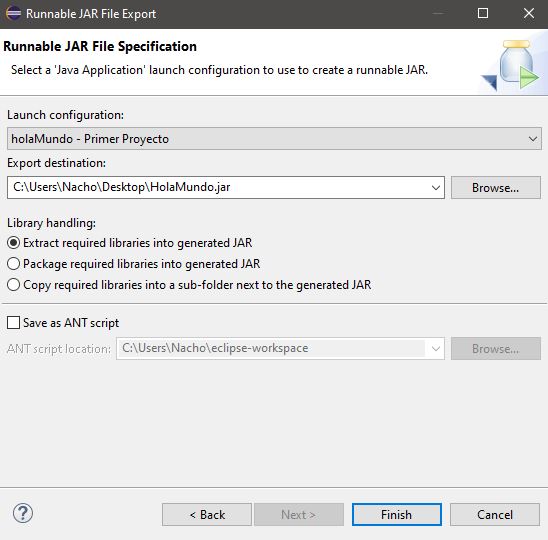 Runnable JAR File Export
Runnable JAR File Specification
Select a 'Java Application' launch configuration to use to create a runnable JAR.
Launch configuration:
holaMundo - Primer Proyecto
Export destination:
C:\Users\Nacho\Desktop\HolaMundo.jar
Browse...
Library handling:
Extract required libraries into generated JAR
Package required libraries into generated JAR
Copy required libraries into a sub-folder next to the generated JAR
Save as ANT script
ANT script location:
C:\Users\Nacho\eclipse-workspace
Browse...
?
< Back
Next >
Finish
Cancel